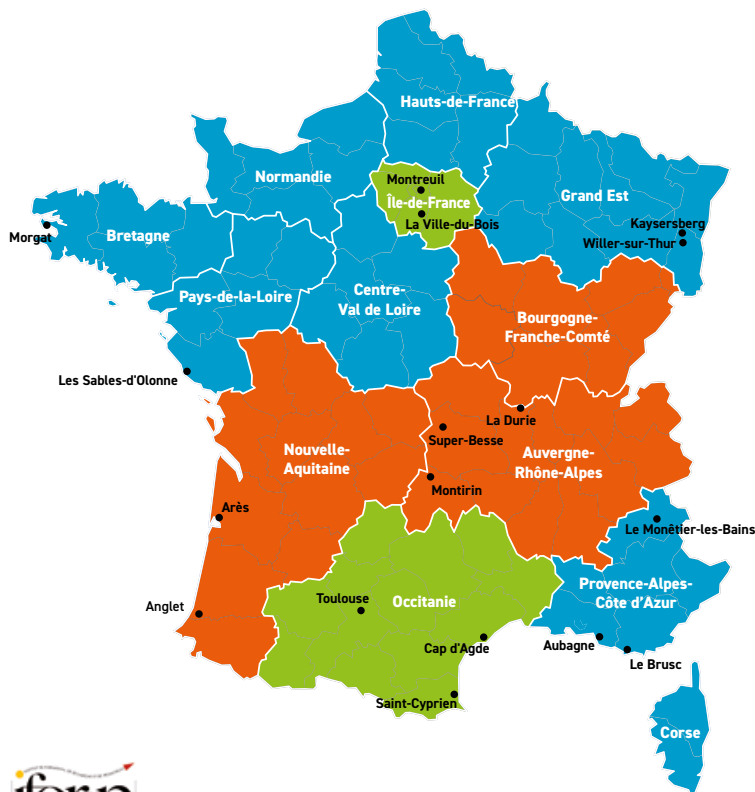 Hauts-de-France
Normandie
Montreuil
Île-de-France
La Ville-du-Bois
Grand Est
Kaysersberg
Willer-sur-Thur
Morgat
Bretagne
Pays-de-la-Loire
Centre-
Val de Loire
Bourgogne-
Franche-Comté
Les Sables-d'Olonne
La Durie
Super-Besse
Nouvelle-
Aquitaine
Auvergne-
Rhône-Alpes
Montirin
Arès
Le Monêtier-les-Bains
Provence-Alpes-
Côte d'Azur
Anglet
Toulouse
Occitanie
Cap d'Agde
Aubagne
Le Brusc
Saint-Cyprien
Corse